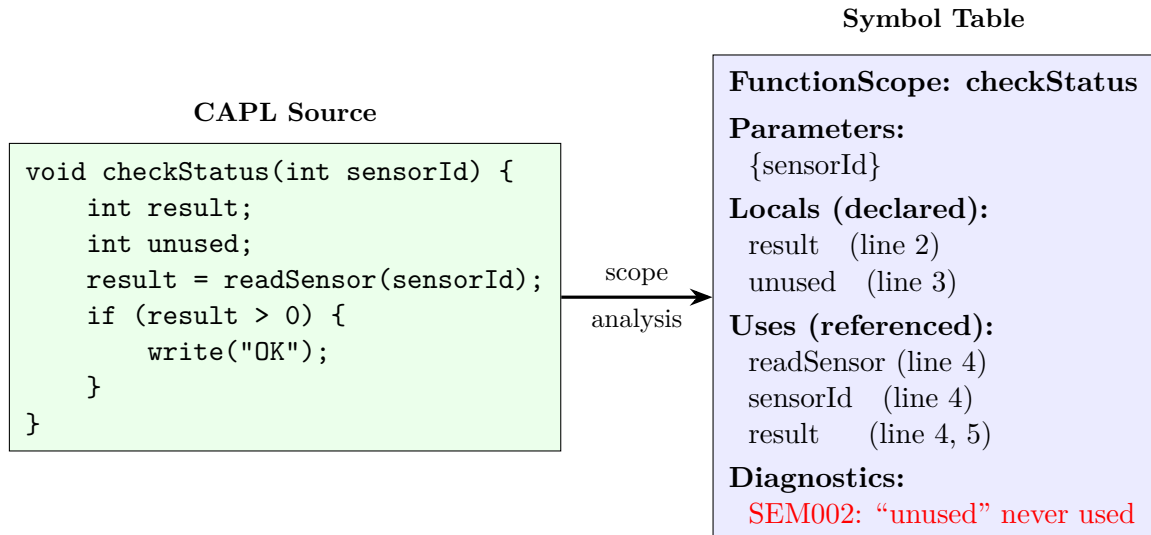 CAPL Source
void checkStatus(int sensorId) {
    int result;
    int unused;
    result = readSensor(sensorId);
    if (result > 0) {
        write("OK");
    }
}
scope
analysis
Symbol Table
FunctionScope: checkStatus
Parameters:
{sensorId}
Locals (declared):
result (line 2)
unused (line 3)
Uses (referenced):
readSensor (line 4)
sensorId (line 4)
result (line 4, 5)
Diagnostics:
SEM002: “unused” never used